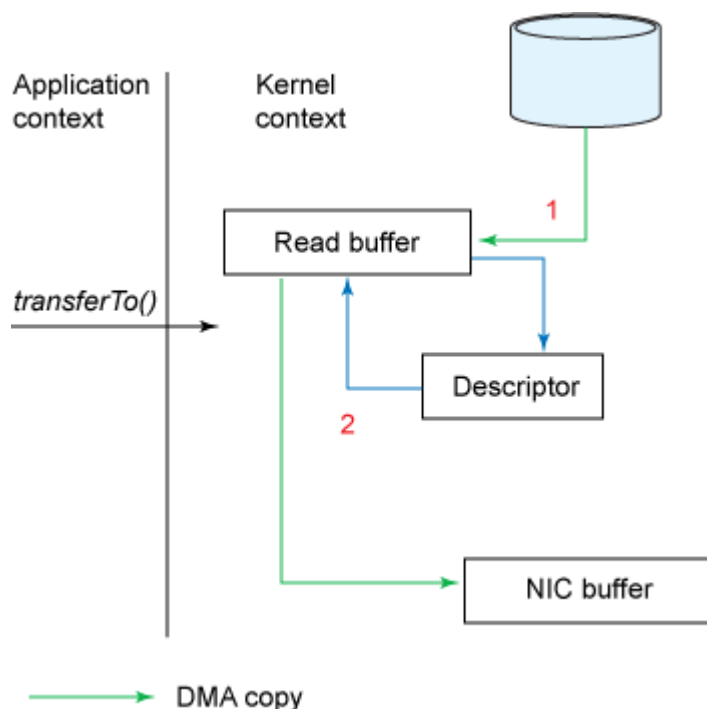 Application
context
Kernel
context
1
Read buffer
transferTo()
Descriptor
2
NIC buffer
DMA copy